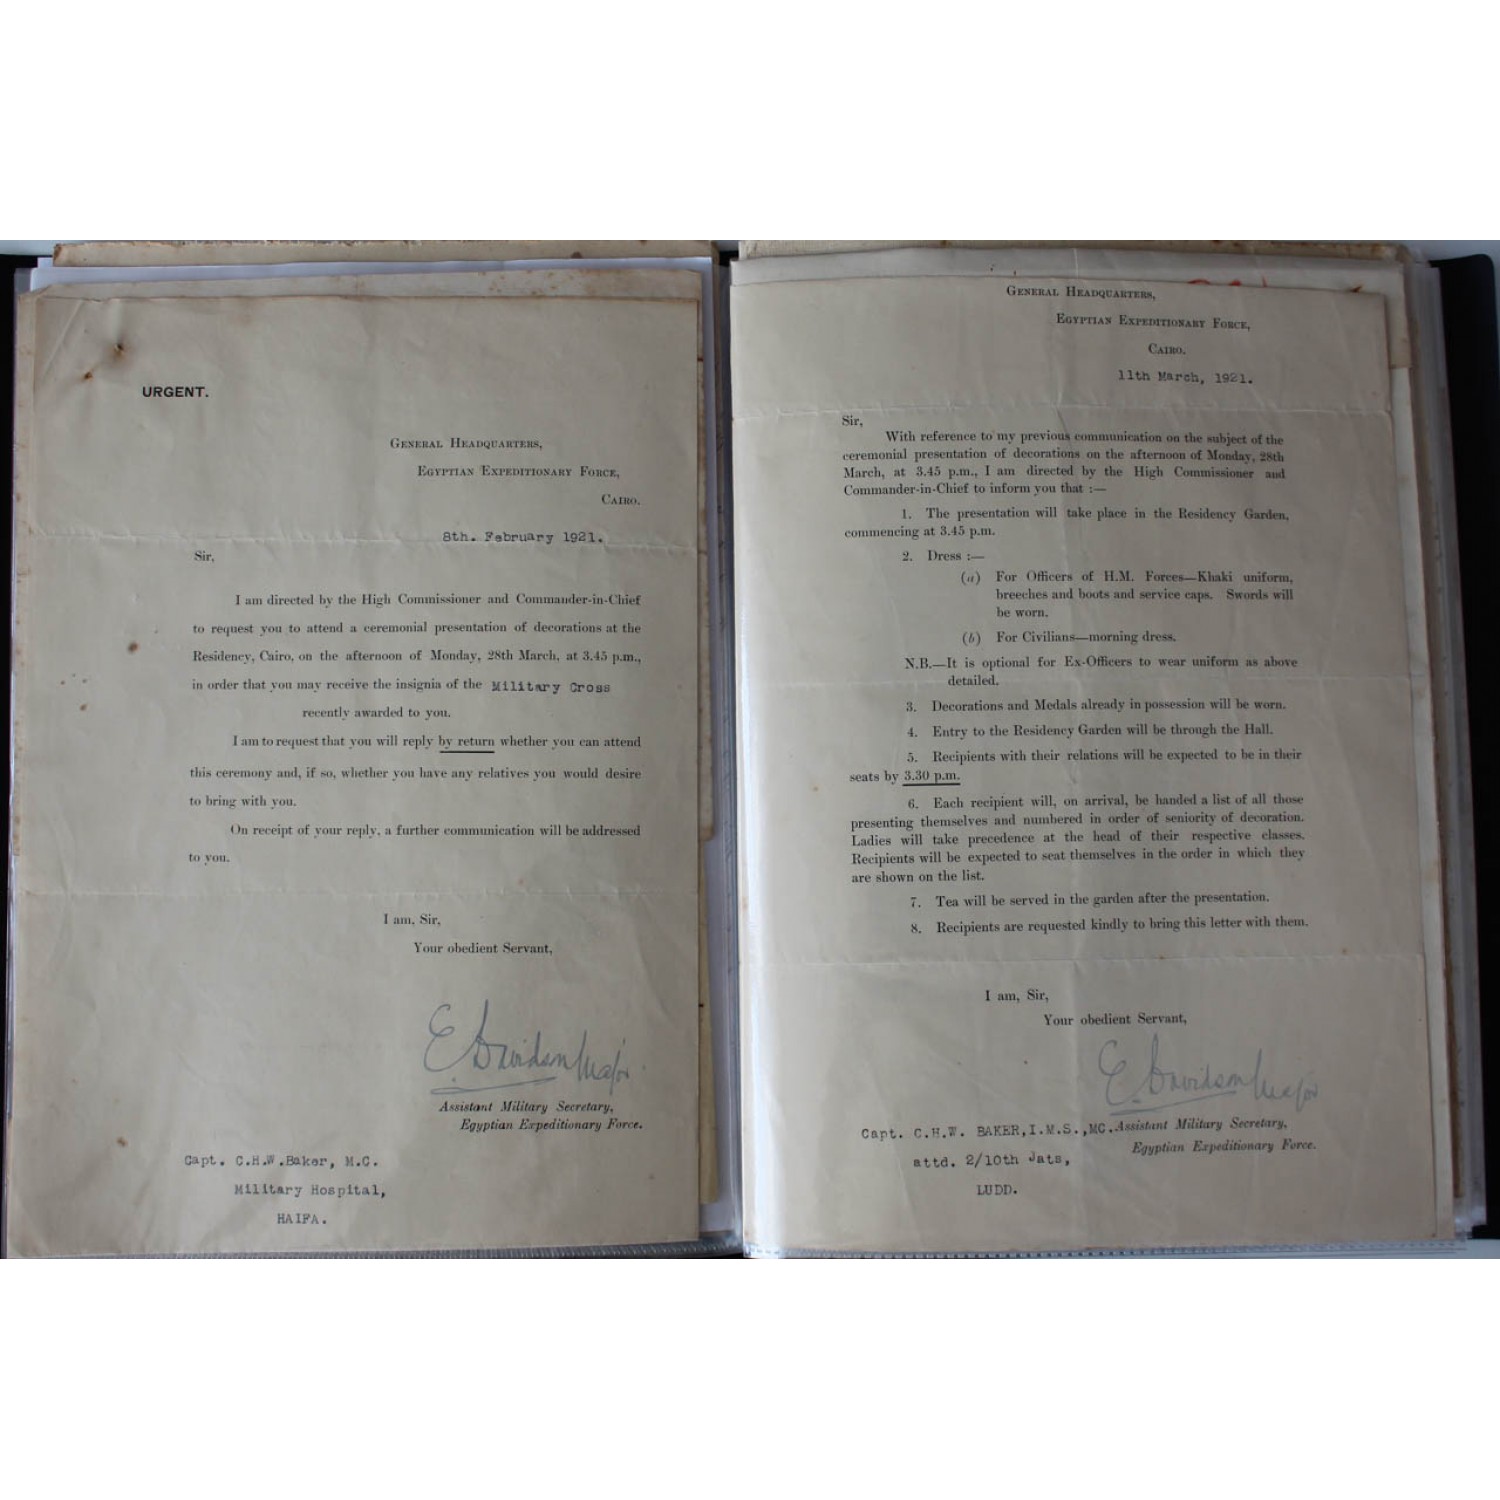 URGENT.
GENERAL HEADQUARTERS,
EGYPTIAN EXPEDITIONARY FORCE,
CAIRO.
8th. February 1921.
Sir,
I am directed by the High Commissioner and Commander-in-Chief
to request you to attend a ceremonial presentation of decorations at the
Residency, Cairo, on the afternoon of Monday, 28th March, at 3.45 p.m.,
in order that you may receive the insignia of the Military Cross
recently awarded to you.
I am to request that you will reply by return whether you can attend
this ceremony and, if so, whether you have any relatives you would desire
to bring with you.
On receipt of your reply, a further communication will be addressed
to you.
I am, Sir,
Your obedient Servant,
E. Davidson Major
Assistant Military Secretary,
Egyptian Expeditionary Force.
Capt. C.H.W.Baker, M.C.
Military Hospital,
HAIFA.
GENERAL HEADQUARTERS,
EGYPTIAN EXPEDITIONARY FORCE,
CAIRO.
11th March, 1921.
Sir,
With reference to my previous communication on the subject of the
ceremonial presentation of decorations on the afternoon of Monday, 28th
March, at 3.45 p.m., I am directed by the High Commissioner and
Commander-in-Chief to inform you that :—
1. The presentation will take place in the Residency Garden,
commencing at 3.45 p.m.
2. Dress :—
(a) For Officers of H.M. Forces—Khaki uniform,
breeches and boots and service caps. Swords will
be worn.
(b) For Civilians—morning dress.
N.B.—It is optional for Ex-Officers to wear uniform as above
detailed.
3. Decorations and Medals already in possession will be worn.
4. Entry to the Residency Garden will be through the Hall.
5. Recipients with their relations will be expected to be in their
seats by 3.30 p.m.
6. Each recipient will, on arrival, be handed a list of all those
presenting themselves and numbered in order of seniority of decoration.
Ladies will take precedence at the head of their respective classes.
Recipients will be expected to seat themselves in the order in which they
are shown on the list.
7. Tea will be served in the garden after the presentation.
8. Recipients are requested kindly to bring this letter with them.
I am, Sir,
Your obedient Servant,
E. Davidson Major
Capt. C.H.W. BAKER,I.M.S.,MC. Assistant Military Secretary,
Egyptian Expeditionary Force.
attd. 2/10th Jats,
LUDD.